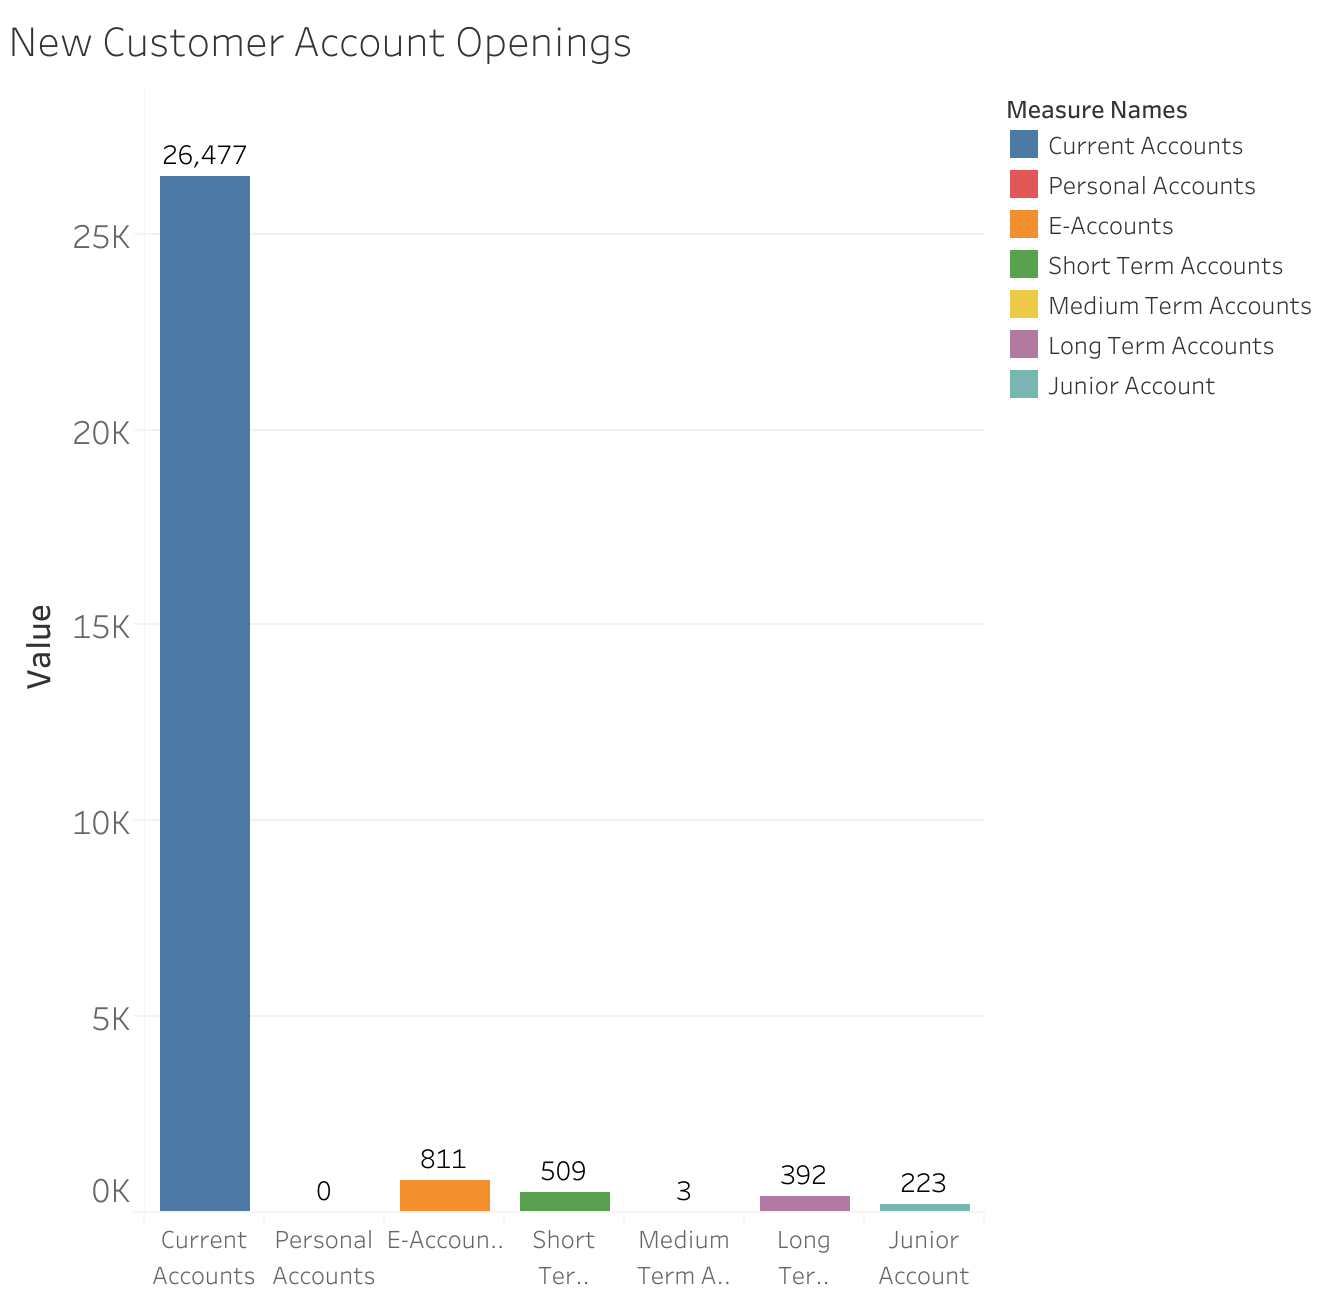 New Customer Account Openings
Measure Names
Current Accounts
Personal Accounts
E-Accounts
Short Term Accounts
Medium Term Accounts
Long Term Accounts
Junior Account
Value
25K
20K
15K
10K
5K
0K
26,477
0
811
509
3
392
223
Current
Accounts
Personal
Accounts
E-Accoun..
Short
Ter..
Medium
Term A..
Long
Ter..
Junior
Account